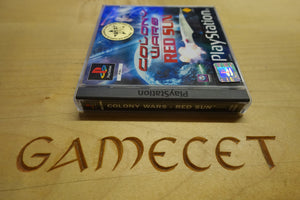 COLONY
WARS
RED SUN
PlayStation
PlayStation
COLONY WARS - RED SUN
GAMECET